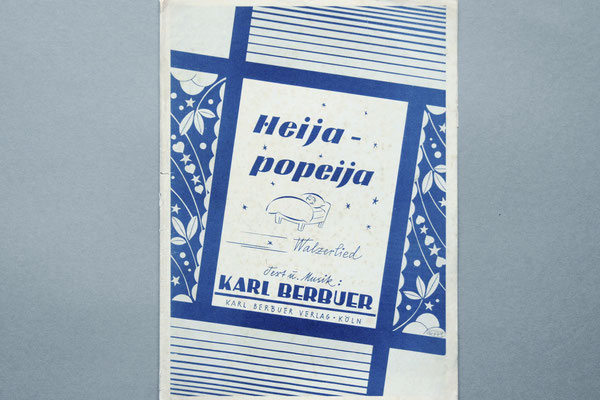 Heija-
popeija
Walzerlied
Text u. Musik:
KARL BERBUER
KARL BERBUER VERLAG - KÖLN